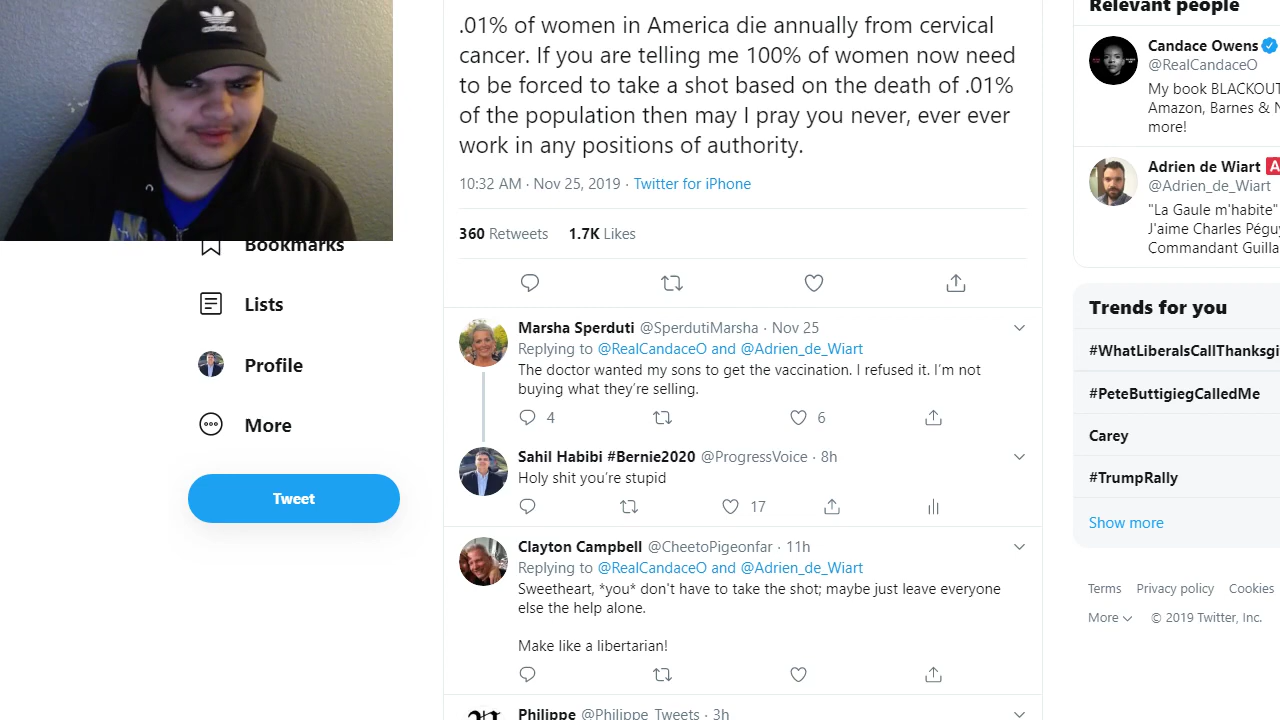 adidas
.01% of women in America die annually from cervical
cancer. If you are telling me 100% of women now need
to be forced to take a shot based on the death of .01%
of the population then may I pray you never, ever ever
work in any positions of authority.
10:32 AM · Nov 25, 2019 · Twitter for iPhone
360 Retweets 1.7K Likes
Bookmarks
Lists
Profile
More
Tweet
Marsha Sperduti @SperdutiMarsha · Nov 25
Replying to @RealCandaceO and @Adrien_de_Wiart
The doctor wanted my sons to get the vaccination. I refused it. I’m not
buying what they’re selling.
4 6
Sahil Habibi #Bernie2020 @ProgressVoice · 8h
Holy shit you’re stupid
17
Clayton Campbell @CheetoPigeonfar · 11h
Replying to @RealCandaceO and @Adrien_de_Wiart
Sweetheart, *you* don't have to take the shot; maybe just leave everyone
else the help alone.
Make like a libertarian!
Philippe @Philippe_Tweets · 3h
Relevant people
Candace Owens
@RealCandaceO
My book BLACKOUT
Amazon, Barnes & N
more!
Adrien de Wiart A
@Adrien_de_Wiart
"La Gaule m'habite"
J'aime Charles Pégu
Commandant Guilla
Trends for you
#WhatLiberalsCallThanksgi
#PeteButtigiegCalledMe
Carey
#TrumpRally
Show more
Terms Privacy policy Cookies
More © 2019 Twitter, Inc.